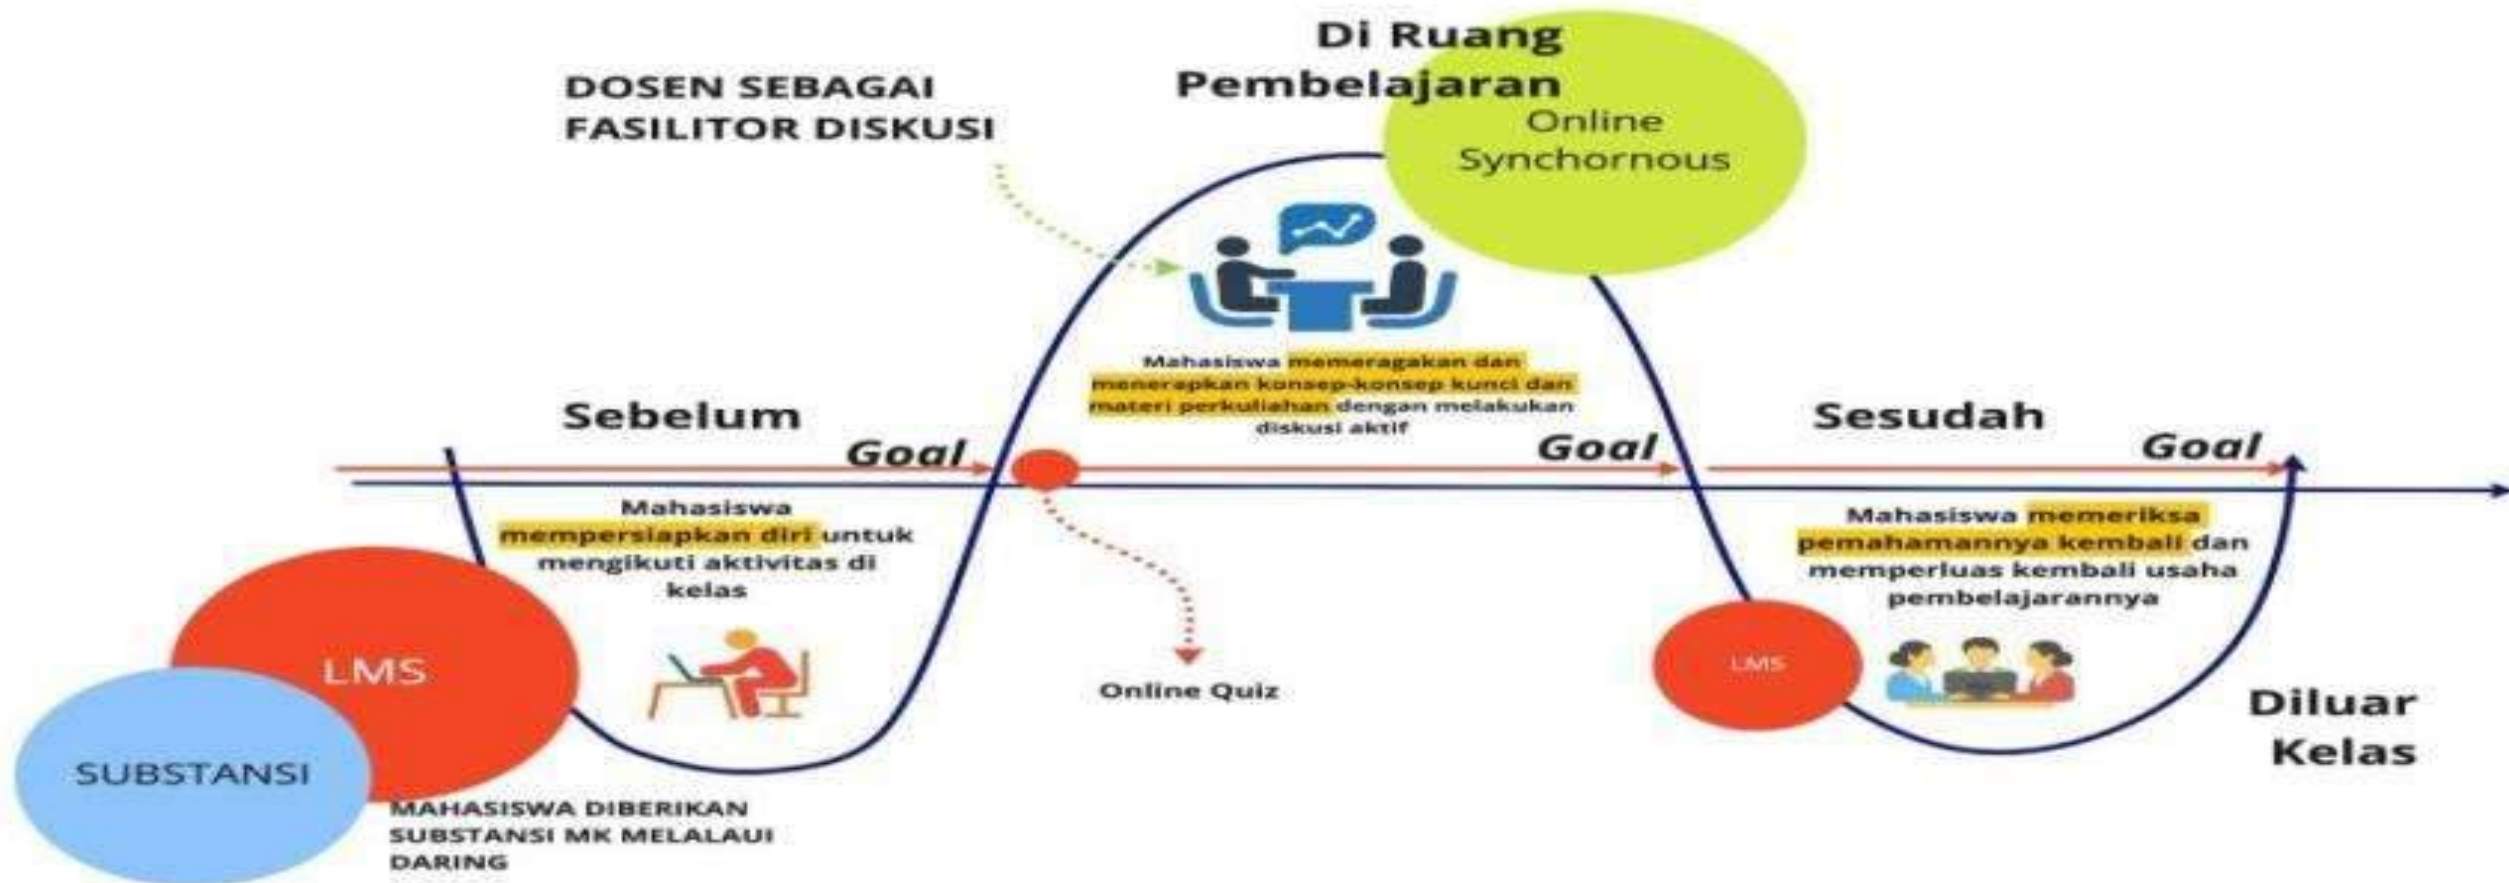 Di Ruang
Pembelajaran
Online
Synchornous
DOSEN SEBAGAI
FASILITOR DISKUSI
Mahasiswa memeragakan dan
menerapkan konsep-konsep kunci dan
materi perkuliahan dengan melakukan
diskusi aktif
Sebelum
Goal
Goal
Sesudah
Goal
Mahasiswa
mempersiapkan diri untuk
mengikuti aktivitas di
kelas
Mahasiswa memeriksa
pemahamannya kembali dan
memperluas kembali usaha
pembelajarannya
LMS
SUBSTANSI
MAHASISWA DIBERIKAN
SUBSTANSI MK MELALAUI
DARING
Online Quiz
LMS
Diluar
Kelas